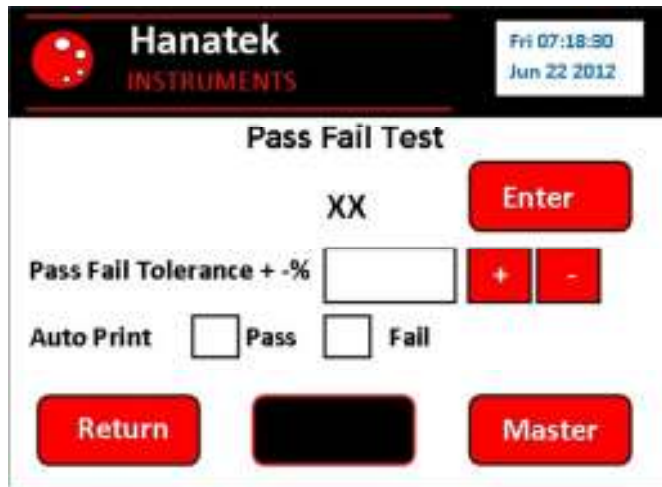 Hanatek
INSTRUMENTS
Fri 07:18:30
Jun 22 2012
Pass Fail Test
XX
Enter
Pass Fail Tolerance + -%
+ -
Auto Print Pass Fail
Return
Master